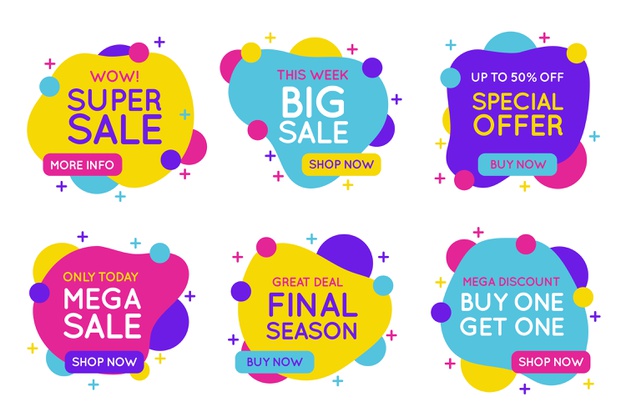 WOW!
SUPER
SALE
MORE INFO
THIS WEEK
BIG
SALE
SHOP NOW
UP TO 50% OFF
SPECIAL
OFFER
BUY NOW
ONLY TODAY
MEGA
SALE
SHOP NOW
GREAT DEAL
FINAL
SEASON
BUY NOW
MEGA DISCOUNT
BUY ONE
GET ONE
SHOP NOW